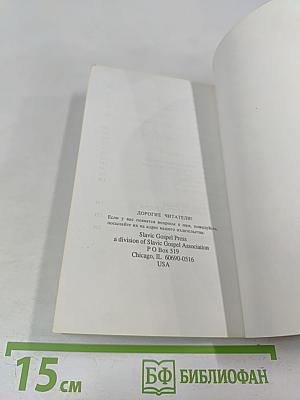 ДОРОГИЕ ЧИТАТЕЛИ!
Если у вас появятся вопросы к нам, пожалуйста,
посылайте их на адрес нашего издательства:
Slavic Gospel Press
a division of Slavic Gospel Association
P O Box 519
Chicago, IL. 60690-0516
USA
15 см
БФ БИБЛИОФАН